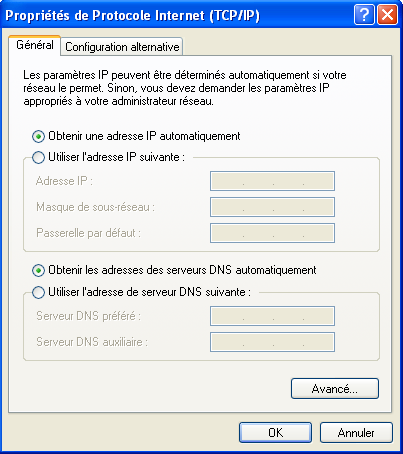 Propriétés de Protocole Internet (TCP/IP)
Général
Configuration alternative
Les paramètres IP peuvent être déterminés automatiquement si votre
réseau le permet. Sinon, vous devez demander les paramètres IP
appropriés à votre administrateur réseau.
Obtenir une adresse IP automatiquement
Utiliser l'adresse IP suivante :
Adresse IP :
Masque de sous-réseau :
Passerelle par défaut :
Obtenir les adresses des serveurs DNS automatiquement
Utiliser l'adresse de serveur DNS suivante :
Serveur DNS préféré :
Serveur DNS auxiliaire :
Avancé...
OK
Annuler